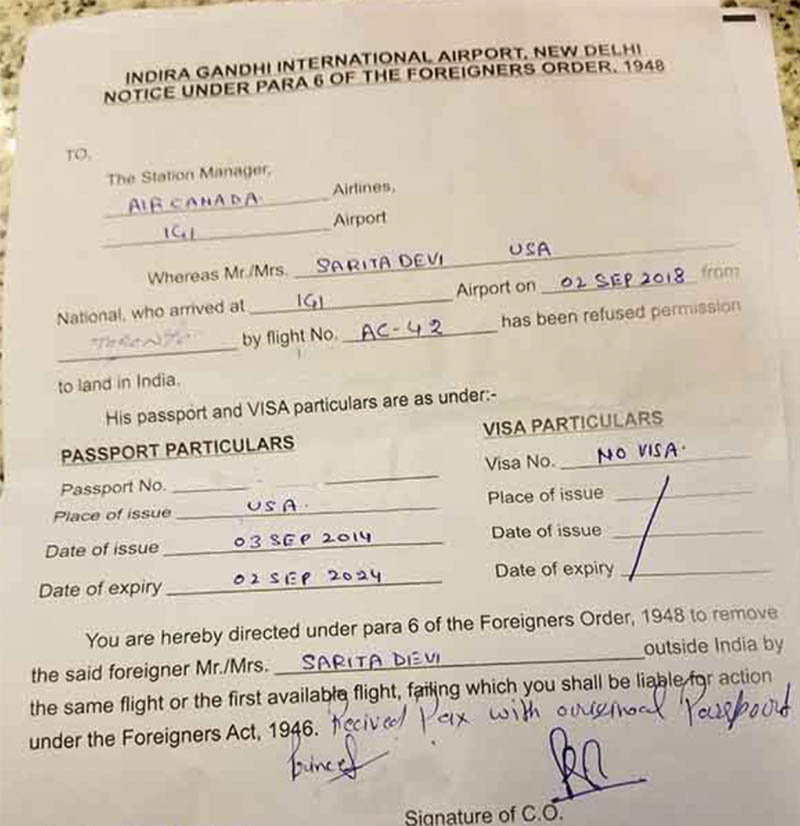 INDIRA GANDHI INTERNATIONAL AIRPORT, NEW DELHI
NOTICE UNDER PARA 6 OF THE FOREIGNERS ORDER, 1948
TO,
The Station Manager,
AIR CANADA. Airlines,
IGI Airport
Whereas Mr./Mrs. SARITA DEVI USA
National, who arrived at IGI Airport on 02 SEP 2018 from
TORONTO by flight No. AC-42 has been refused permission
to land in India.
His passport and VISA particulars are as under:-
PASSPORT PARTICULARS
Passport No.
Place of issue USA.
Date of issue 03 SEP 2014
Date of expiry 02 SEP 2024
VISA PARTICULARS
Visa No. NO VISA.
Place of issue
Date of issue
Date of expiry
You are hereby directed under para 6 of the Foreigners Order, 1948 to remove
the said foreigner Mr./Mrs. SARITA DEVI outside India by
the same flight or the first available flight, failing which you shall be liable for action
under the Foreigners Act, 1946. Recived Pax with original Passport
Signature of C.O.